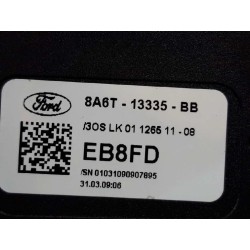 Ford
8A6T - 13335 - BB
/3OS LK 01 1265 11 - 08
EB8FD
/SN 01031090907895
31.03.09:06